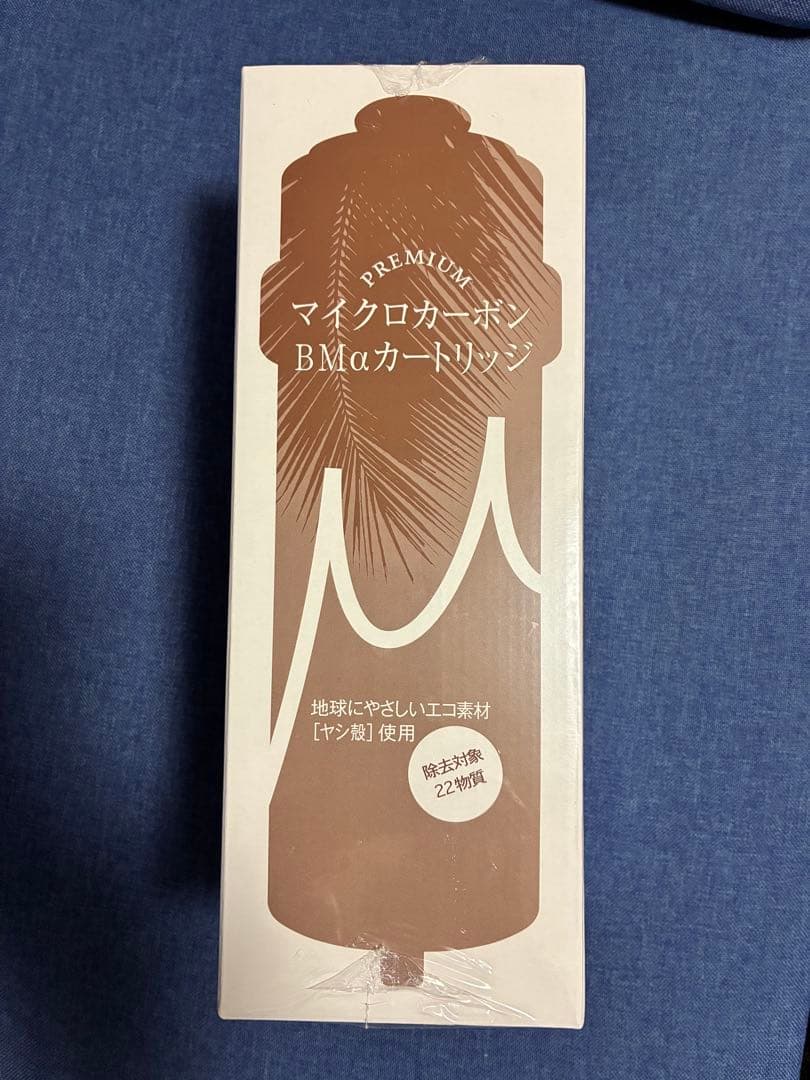 PREMIUM
マイクロカーボン
BMαカートリッジ
地球にやさしいエコ素材
[ヤシ殻] 使用
除去対象
22物質